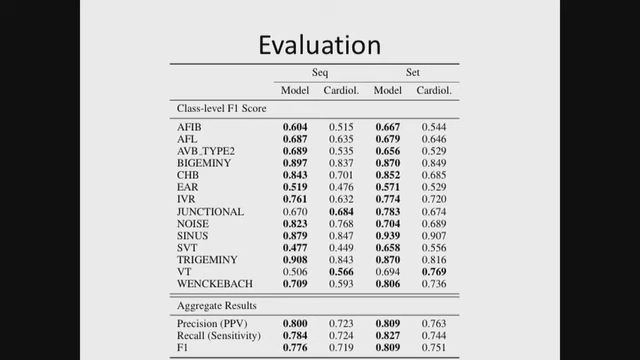 Evaluation
Seq Set
Model Cardiol. Model Cardiol.
Class-level F1 Score
AFIB 0.604 0.515 0.667 0.544
AFL 0.687 0.635 0.679 0.646
AVB_TYPE2 0.689 0.535 0.656 0.529
BIGEMINY 0.897 0.837 0.870 0.849
CHB 0.843 0.701 0.852 0.685
EAR 0.519 0.476 0.571 0.529
IVR 0.761 0.632 0.774 0.720
JUNCTIONAL 0.670 0.684 0.783 0.674
NOISE 0.823 0.768 0.704 0.689
SINUS 0.879 0.847 0.939 0.907
SVT 0.477 0.449 0.658 0.556
TRIGEMINY 0.908 0.843 0.870 0.816
VT 0.506 0.566 0.694 0.769
WENCKEBACH 0.709 0.593 0.806 0.736
Aggregate Results
Precision (PPV) 0.800 0.723 0.809 0.763
Recall (Sensitivity) 0.784 0.724 0.827 0.744
F1 0.776 0.719 0.809 0.751